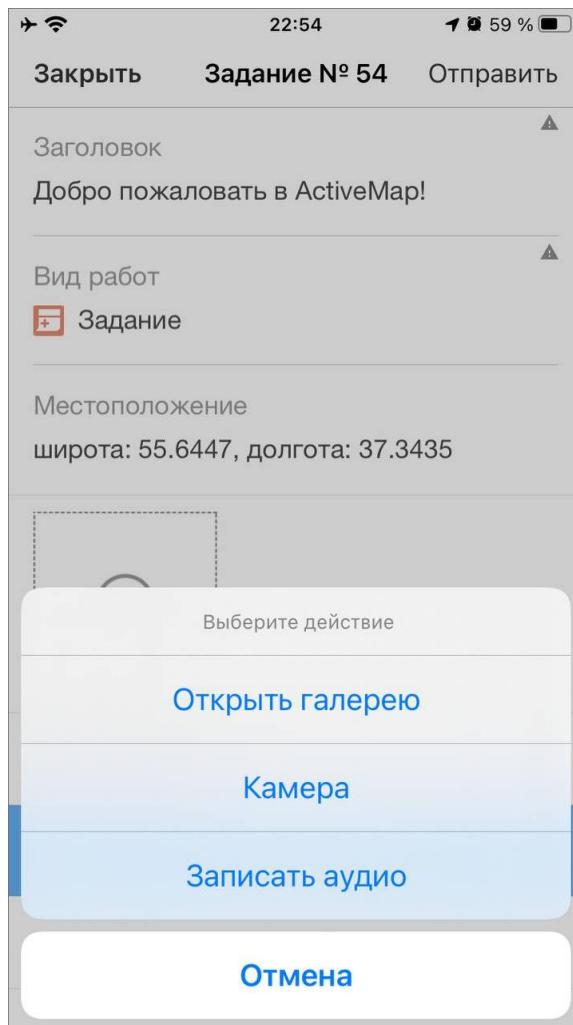 22:54 59 %
Закрыть Задание № 54 Отправить
Заголовок
Добро пожаловать в ActiveMap!
Вид работ
Задание
Местоположение
широта: 55.6447, долгота: 37.3435
Выберите действие
Открыть галерею
Камера
Записать аудио
Отмена